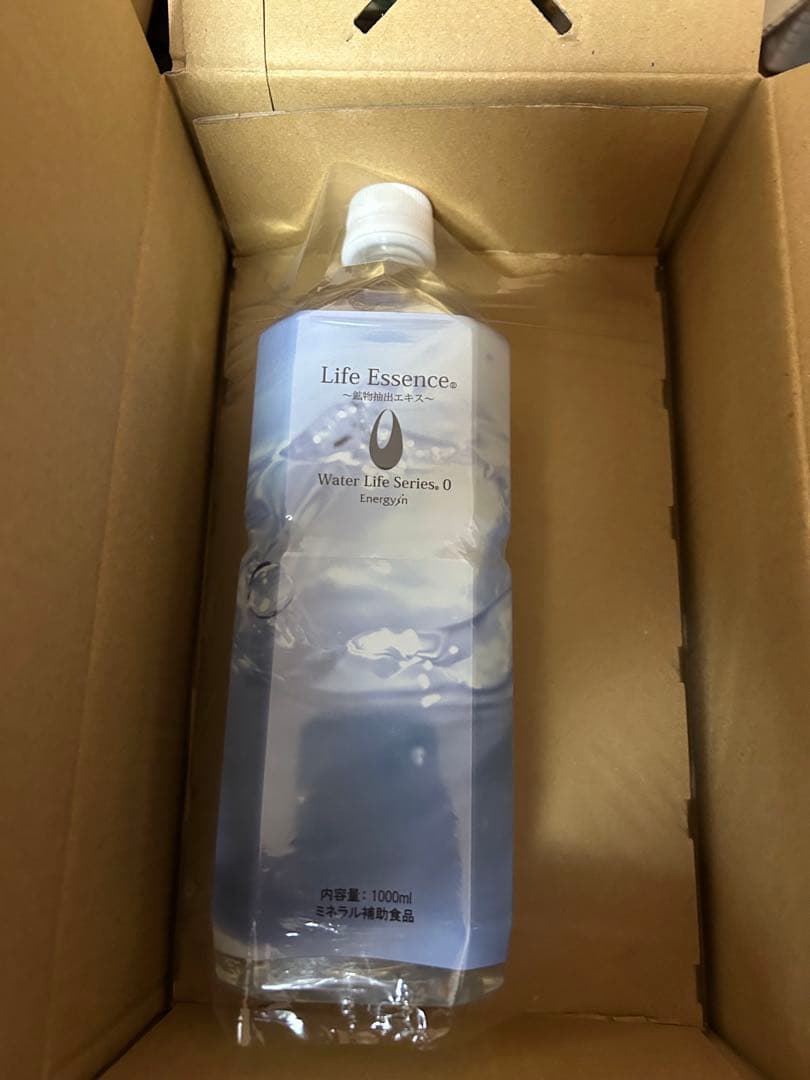 Life Essence®
～鉱物抽出エキス～
Water Life Series® 0
Energy in
内容量：1000ml
ミネラル補助食品